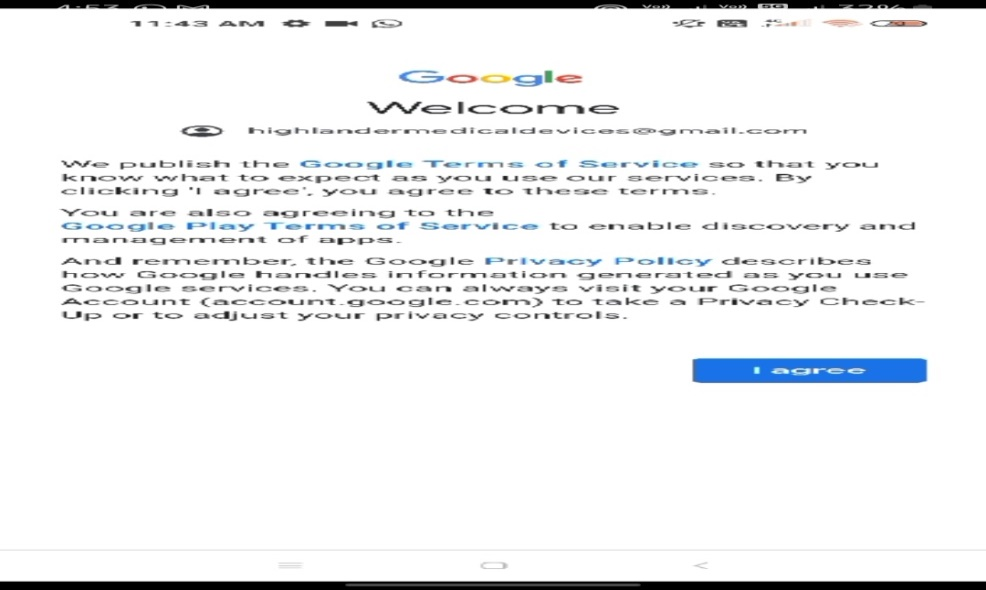 11:43 AM
Google
Welcome
highlandermedicaldevices@gmail.com
We publish the Google Terms of Service so that you
know what to expect as you use our services. By
clicking 'I agree', you agree to these terms.
You are also agreeing to the
Google Play Terms of Service to enable discovery and
management of apps.
And remember, the Google Privacy Policy describes
how Google handles information generated as you use
Google services. You can always visit your Google
Account (account.google.com) to take a Privacy Check-
Up or to adjust your privacy controls.
I agree